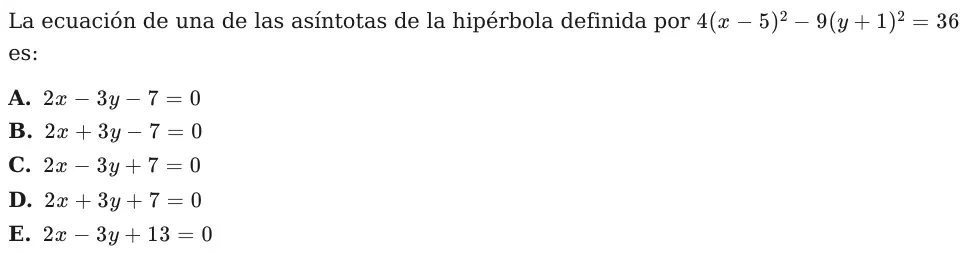 La ecuación de una de las asíntotas de la hipérbola definida por 4(x − 5)² − 9(y + 1)² = 36
es:
A. 2x − 3y − 7 = 0
B. 2x + 3y − 7 = 0
C. 2x − 3y + 7 = 0
D. 2x + 3y + 7 = 0
E. 2x − 3y + 13 = 0